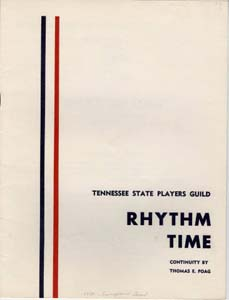 TENNESSEE STATE PLAYERS GUILD
RHYTHM
TIME
CONTINUITY BY
THOMAS E. POAG